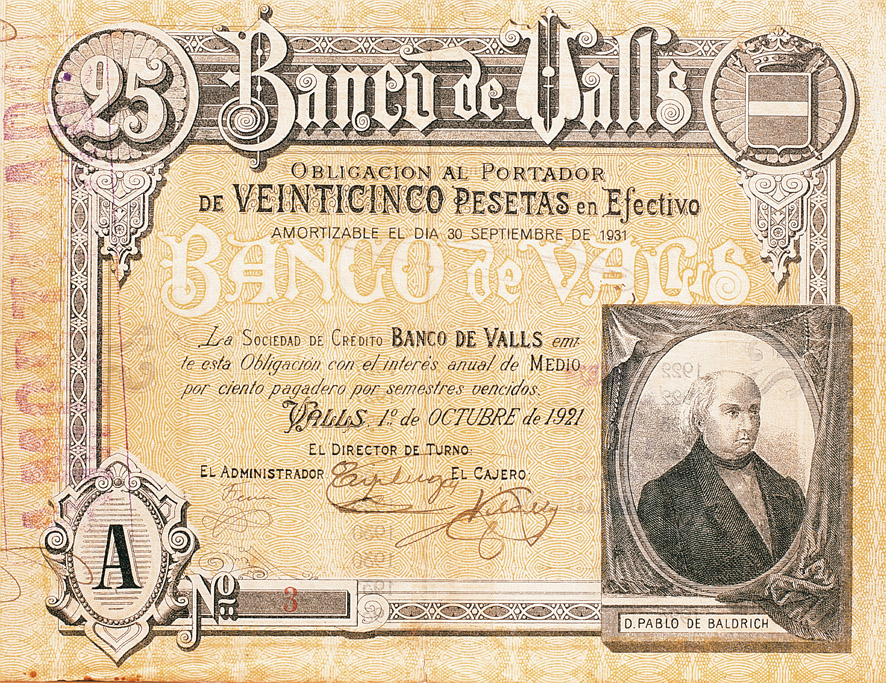 25
Banco de Valls
OBLIGACION AL PORTADOR
DE VEINTICINCO PESETAS en Efectivo
AMORTIZABLE EL DIA 30 SEPTIEMBRE DE 1931
BANCO de VALLS
La SOCIEDAD DE CRÉDITO BANCO DE VALLS emi-
te esta Obligación con el interés anual de MEDIO
por ciento pagadero por semestres vencidos.
VALLS, 1º de OCTUBRE de 1921
EL DIRECTOR DE TURNO:
EL ADMINISTRADOR
EL CAJERO:
A
Nº 3
D. PABLO DE BALDRICH